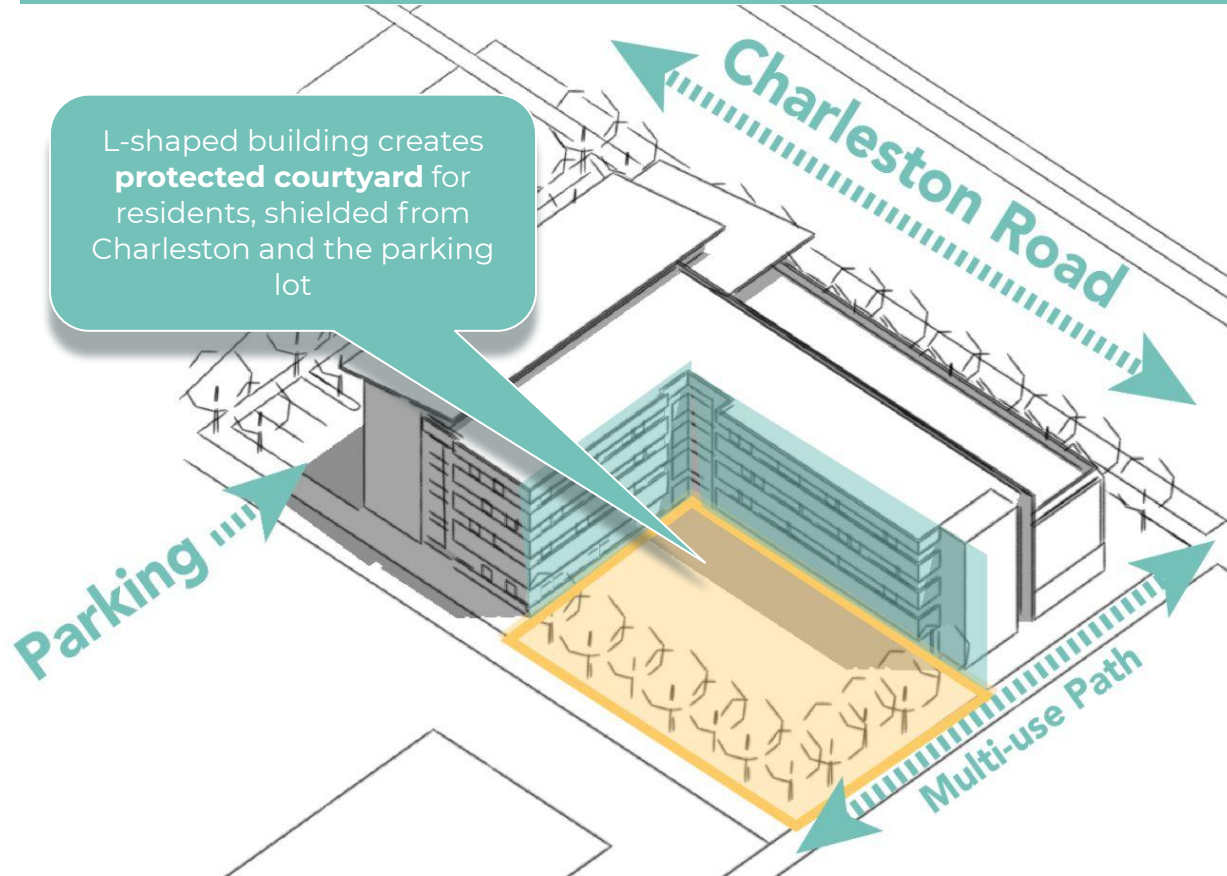 Charleston Road
L-shaped building creates
protected courtyard for
residents, shielded from
Charleston and the parking
lot
Parking
Multi-use Path